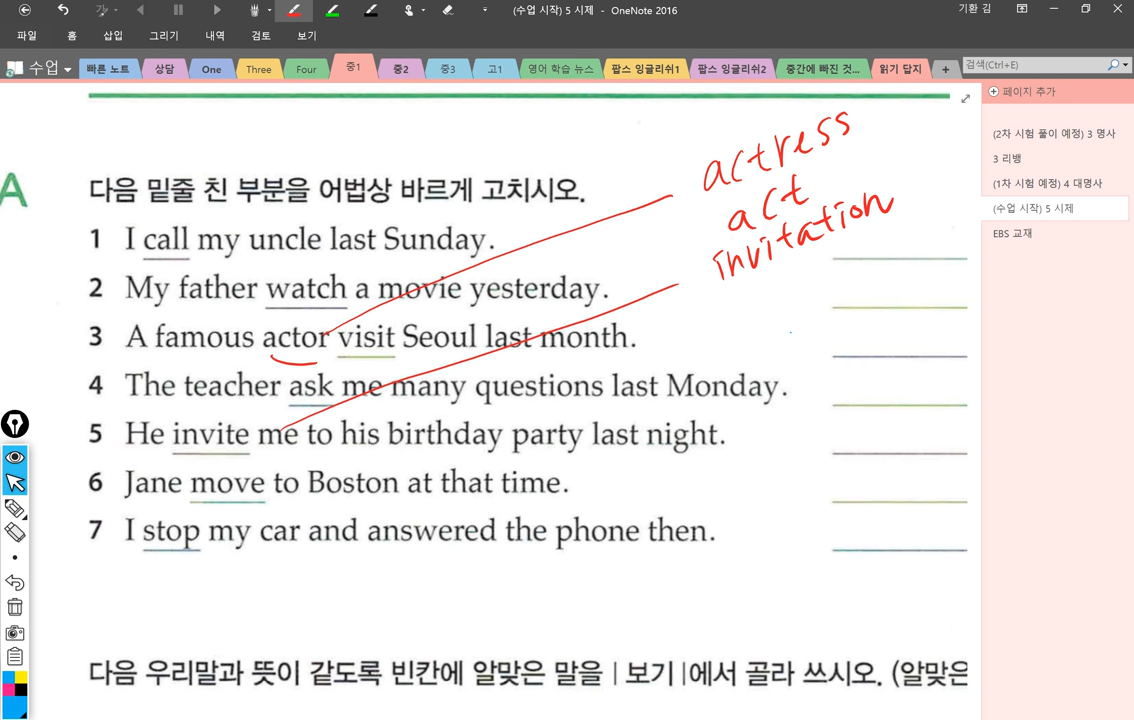 (수업 시작) 5 시제 - OneNote 2016
기환 김
파일 홈 삽입 그리기 내역 검토 보기
수업 빠른 노트 상담 One Three Four 중1 중2 중3 고1 영어 학습 뉴스 팝스 잉글리쉬1 팝스 잉글리쉬2 중간에 빠진 것... 읽기 답지 + 검색(Ctrl+E)
페이지 추가
(2차 시험 풀이 예정) 3 명사
3 리뱅
(1차 시험 예정) 4 대명사
(수업 시작) 5 시제
EBS 교재
actress
act
invitation
A 다음 밑줄 친 부분을 어법상 바르게 고치시오.
1 I call my uncle last Sunday.
2 My father watch a movie yesterday.
3 A famous actor visit Seoul last month.
4 The teacher ask me many questions last Monday.
5 He invite me to his birthday party last night.
6 Jane move to Boston at that time.
7 I stop my car and answered the phone then.
다음 우리말과 뜻이 같도록 빈칸에 알맞은 말을 | 보기 |에서 골라 쓰시오. (알맞은